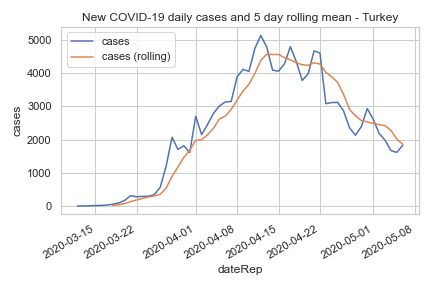 New COVID-19 daily cases and 5 day rolling mean - Turkey
cases
cases (rolling)
5000
4000
3000
2000
1000
0
cases
2020-03-15
2020-03-22
2020-04-01
2020-04-08
2020-04-15
2020-04-22
2020-05-01
2020-05-08
dateRep